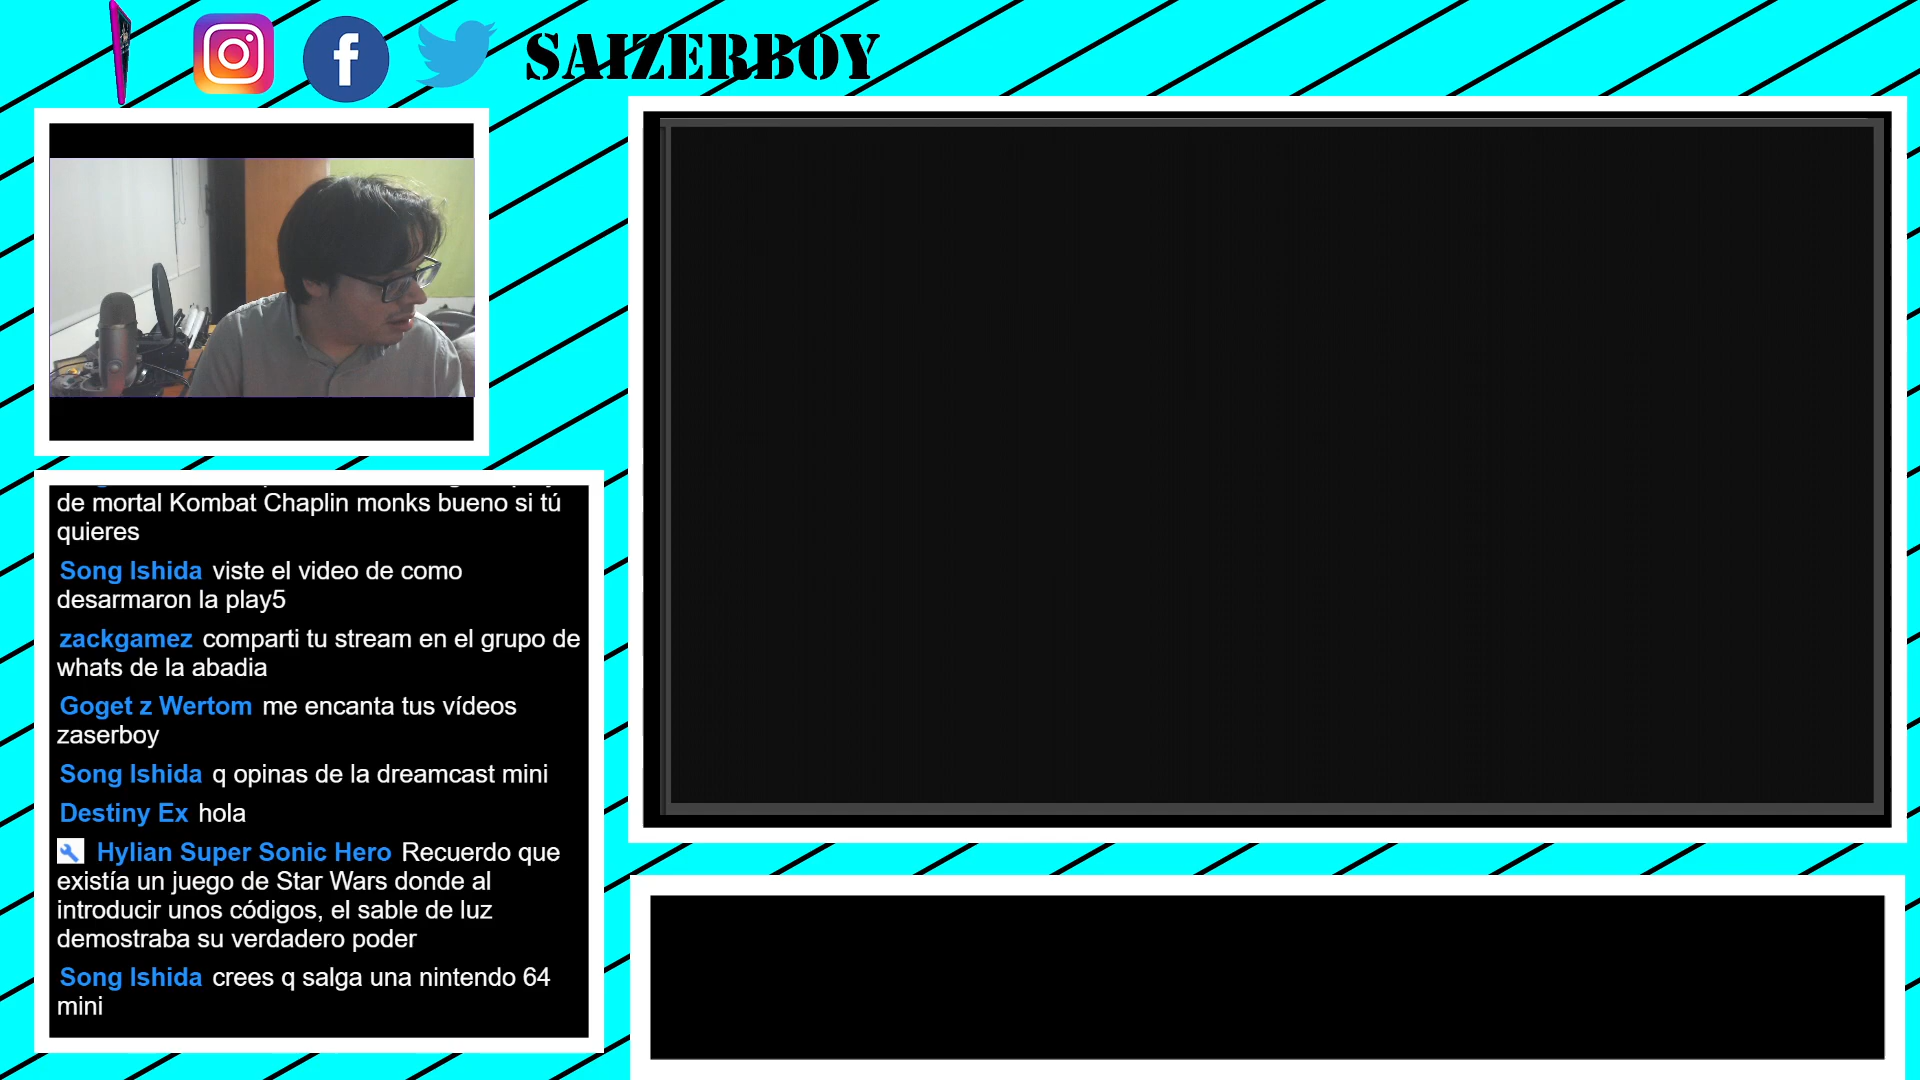 SAIZERBOY
de mortal Kombat Chaplin monks bueno si tú
quieres
Song Ishida viste el video de como
desarmaron la play5
zackgamez comparti tu stream en el grupo de
whats de la abadia
Goget z Wertom me encanta tus vídeos
zaserboy
Song Ishida q opinas de la dreamcast mini
Destiny Ex hola
Hylian Super Sonic Hero Recuerdo que
existía un juego de Star Wars donde al
introducir unos códigos, el sable de luz
demostraba su verdadero poder
Song Ishida crees q salga una nintendo 64
mini